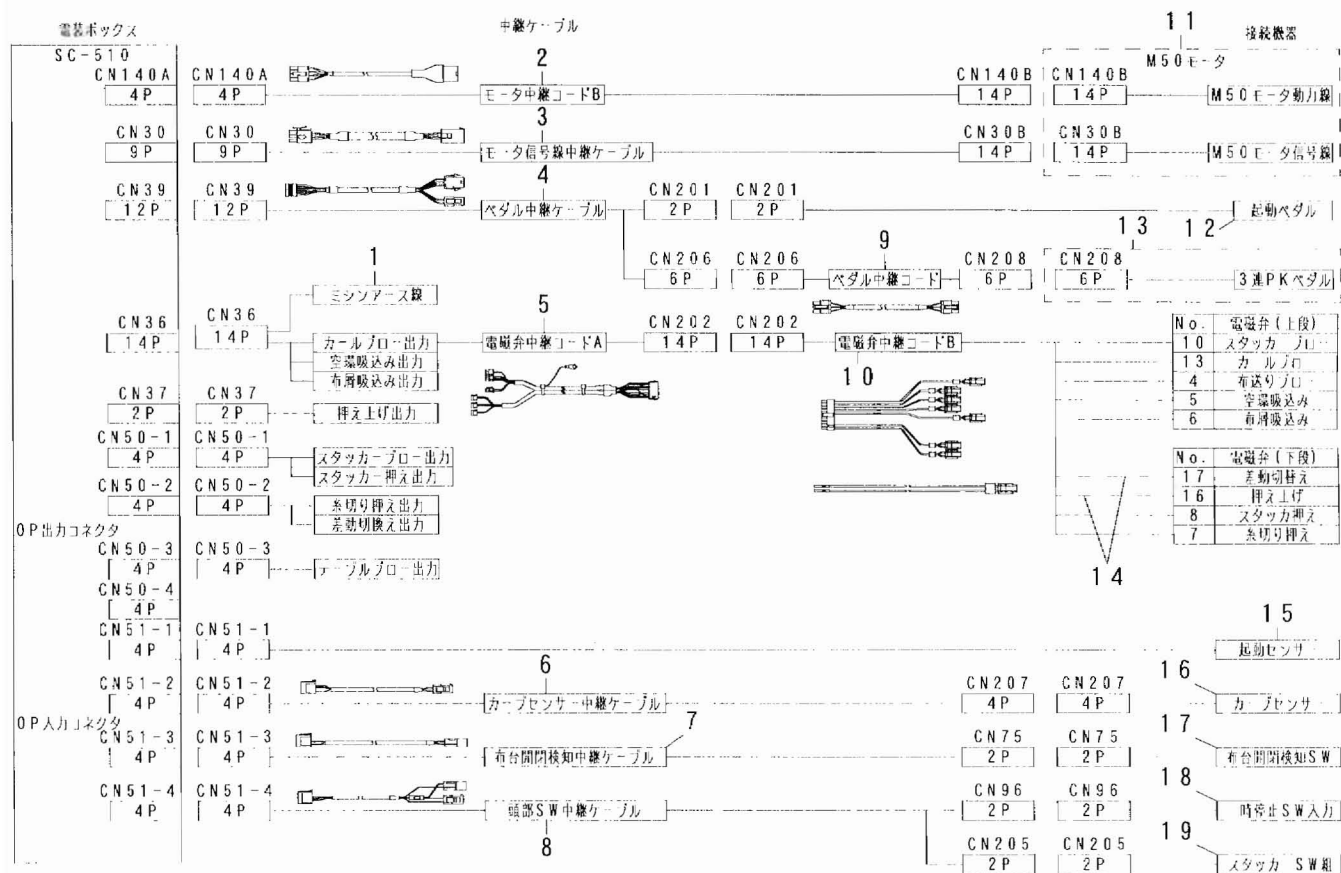 電装ボックス 中継ケーブル 11 接続機器
SC-510 M50モータ
CN140A CN140A 2 CN140B CN140B
4P 4P モータ中継コードB 14P 14P M50モータ動力線
CN30 CN30 3 CN30B CN30B
9P 9P モータ信号線中継ケーブル 14P 14P M50モータ信号線
CN39 CN39 4 CN201 CN201
12P 12P ペダル中継ケーブル 2P 2P 起動ペダル
12 13
1 CN206 CN206 9 CN208 CN208
ミシンアース線 6P 6P ペダル中継コード 6P 6P 3連PKペダル
CN36 CN36 5 CN202 CN202
14P 14P カールブロー出力 電磁弁中継コードA 14P 14P 電磁弁中継コードB
空環吸込み出力 10
布屑吸込み出力
No. 電磁弁(上段)
10 スタッカーブロー
13 カールブロー
4 布送りブロー
5 空環吸込み
6 布屑吸込み
CN37 CN37
2P 2P 押え上げ出力
CN50-1 CN50-1
4P 4P スタッカーブロー出力
スタッカー押え出力
No. 電磁弁(下段)
17 差動切替え
16 押え上げ
8 スタッカ押え
7 糸切り押え
14
CN50-2 CN50-2
4P 4P 糸切り押え出力
差動切換え出力
OP出力コネクタ
CN50-3 CN50-3
4P 4P テーブルブロー出力
CN50-4
4P
CN51-1 CN51-1 15
4P 4P 起動センサ
CN51-2 CN51-2 6 CN207 CN207 16
4P 4P カーブセンサー中継ケーブル 4P 4P カーブセンサ
OP入力コネクタ
CN51-3 CN51-3 7 CN75 CN75 17
4P 4P 布台開閉検知中継ケーブル 2P 2P 布台開閉検知SW
CN51-4 CN51-4 CN96 CN96 18
4P 4P 頭部SW中継ケーブル 2P 2P 時停止SW入力
8 CN205 CN205 19
2P 2P スタッカ SW組